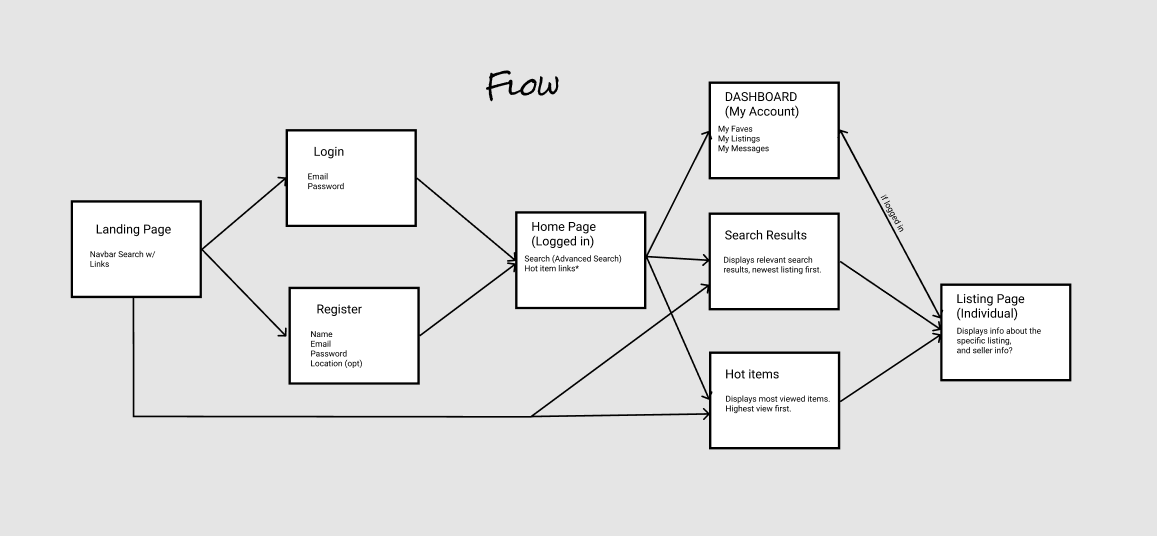 Flow
Landing Page
Navbar Search w/
Links
Login
Email
Password
Register
Name
Email
Password
Location (opt)
Home Page
(Logged in)
Search (Advanced Search)
Hot item links*
DASHBOARD
(My Account)
My Faves
My Listings
My Messages
Search Results
Displays relevant search
results, newest listing first.
Hot items
Displays most viewed items.
Highest view first.
if logged in
Listing Page
(Individual)
Displays info about the
specific listing,
and seller info?